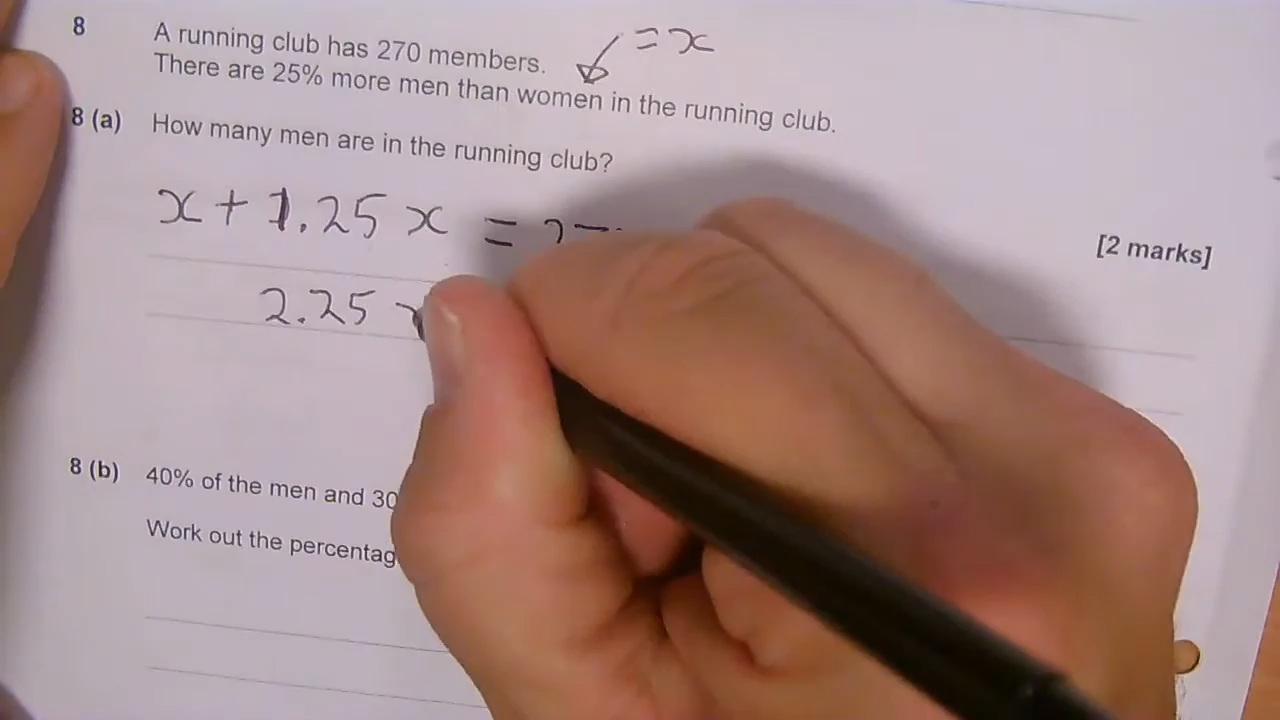 8 A running club has 270 members. = x
There are 25% more men than women in the running club.
8 (a) How many men are in the running club?
[2 marks]
x + 1.25 x =
2.25
8 (b) 40% of the men and 30
Work out the